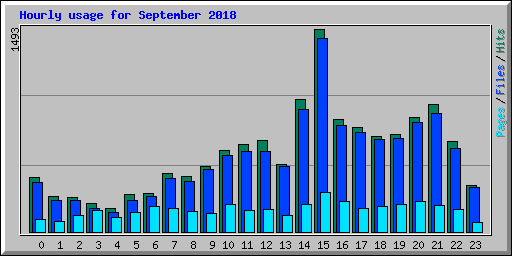 Hourly usage for September 2018
1493
Pages/Files/Hits
0 1 2 3 4 5 6 7 8 9 10 11 12 13 14 15 16 17 18 19 20 21 22 23